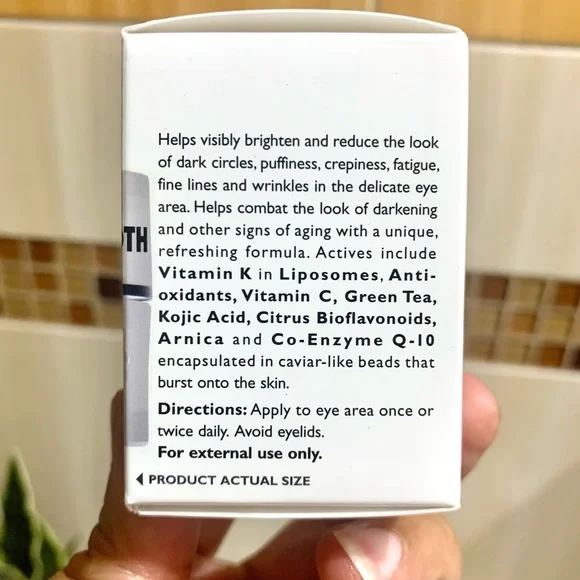 Helps visibly brighten and reduce the look
of dark circles, puffiness, crepiness, fatigue,
fine lines and wrinkles in the delicate eye
area. Helps combat the look of darkening
and other signs of aging with a unique,
refreshing formula. Actives include
Vitamin K in Liposomes, Anti-
oxidants, Vitamin C, Green Tea,
Kojic Acid, Citrus Bioflavonoids,
Arnica and Co-Enzyme Q-10
encapsulated in caviar-like beads that
burst onto the skin.
Directions: Apply to eye area once or
twice daily. Avoid eyelids.
For external use only.
PRODUCT ACTUAL SIZE